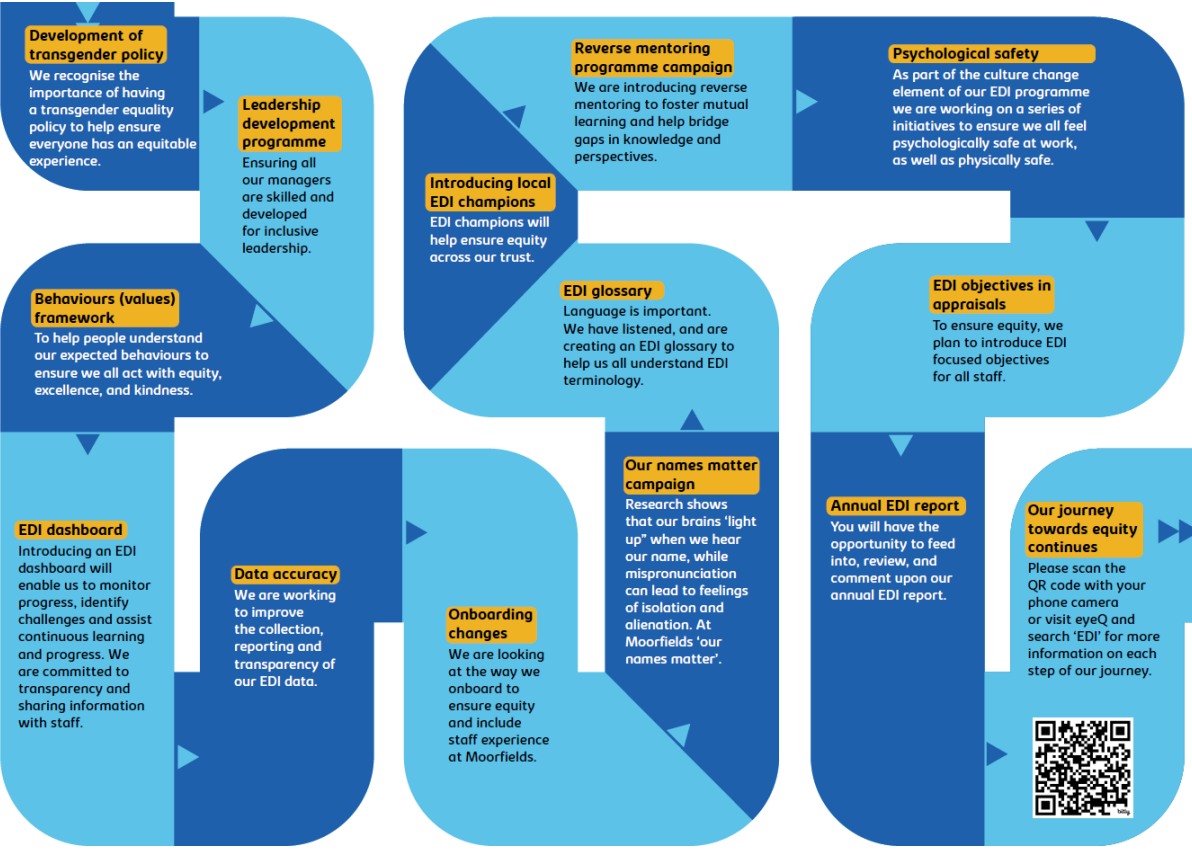 Development of
transgender policy
We recognise the
importance of having
a transgender equality
policy to help ensure
everyone has an equitable
experience.
Leadership
development
programme
Ensuring all
our managers
are skilled and
developed
for inclusive
leadership.
Behaviours (values)
framework
To help people understand
our expected behaviours to
ensure we all act with equity,
excellence, and kindness.
EDI dashboard
Introducing an EDI
dashboard will
enable us to monitor
progress, identify
challenges and assist
continuous learning
and progress. We
are committed to
transparency and
sharing information
with staff.
Data accuracy
We are working
to improve
the collection,
reporting and
transparency of
our EDI data.
Onboarding
changes
We are looking
at the way we
onboard to
ensure equity
and include
staff experience
at Moorfields.
Our names matter
campaign
Research shows
that our brains ‘light
up” when we hear
our name, while
mispronunciation
can lead to feelings
of isolation and
alienation. At
Moorfields ‘our
names matter’.
EDI glossary
Language is important.
We have listened, and are
creating an EDI glossary to
help us all understand EDI
terminology.
Introducing local
EDI champions
EDI champions will
help ensure equity
across our trust.
Reverse mentoring
programme campaign
We are introducing reverse
mentoring to foster mutual
learning and help bridge
gaps in knowledge and
perspectives.
Psychological safety
As part of the culture change
element of our EDI programme
we are working on a series of
initiatives to ensure we all feel
psychologically safe at work,
as well as physically safe.
EDI objectives in
appraisals
To ensure equity, we
plan to introduce EDI
focused objectives
for all staff.
Annual EDI report
You will have the
opportunity to feed
into, review, and
comment upon our
annual EDI report.
Our journey
towards equity
continues
Please scan the
QR code with your
phone camera
or visit eyeQ and
search ‘EDI’ for more
information on each
step of our journey.